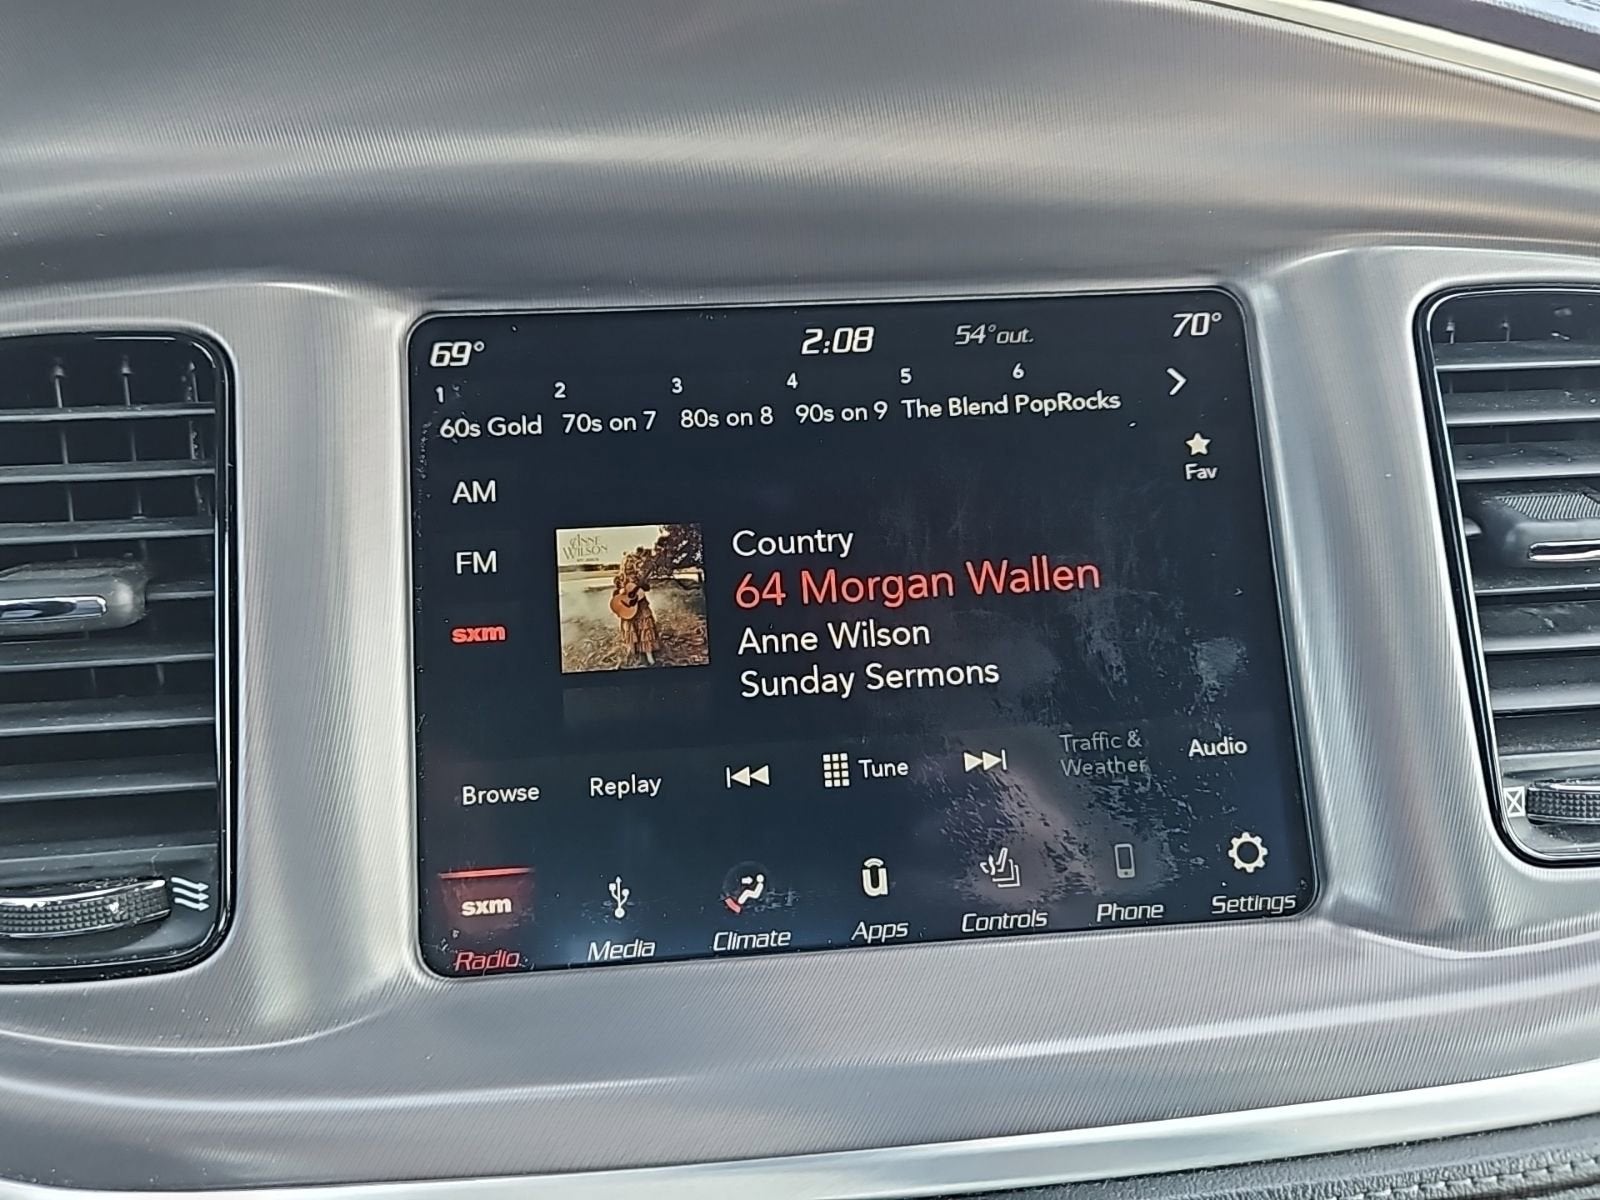 69° 2:08 54° out. 70°
1 2 3 4 5 6
60s Gold 70s on 7 80s on 8 90s on 9 The Blend PopRocks
Fav
AM
FM
sxm
ANNE
WILSON
Country
64 Morgan Wallen
Anne Wilson
Sunday Sermons
Browse Replay Tune Traffic &
Weather Audio
sxm
Radio Media Climate Apps Controls Phone Settings